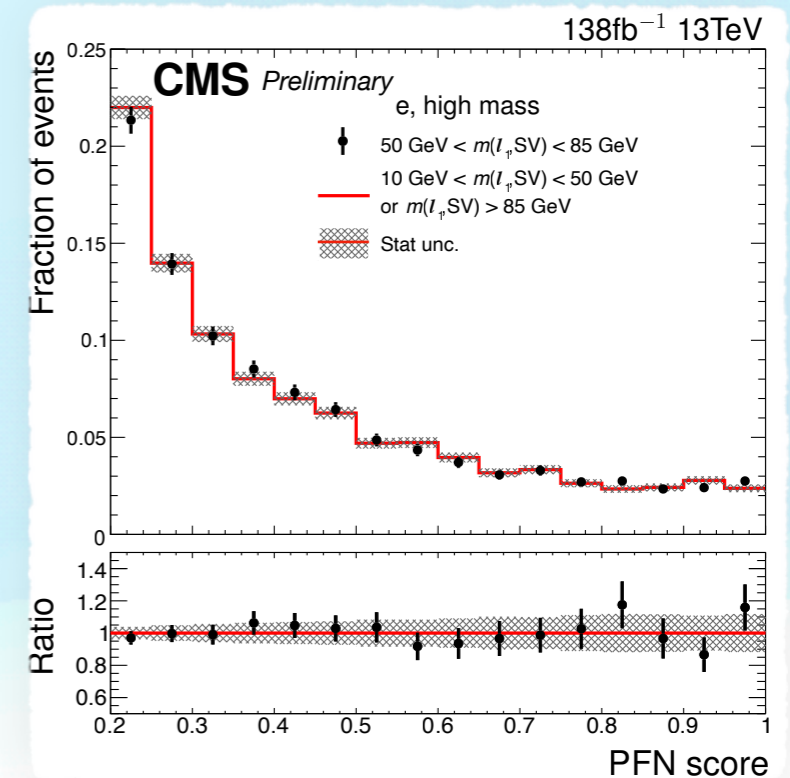 138fb⁻¹ 13TeV
CMS Preliminary
e, high mass
50 GeV < m(l₁,SV) < 85 GeV
10 GeV < m(l₁,SV) < 50 GeV
or m(l₁,SV) > 85 GeV
Stat unc.
Fraction of events
0.25
0.2
0.15
0.1
0.05
0
Ratio
1.4
1.2
1
0.8
0.6
0.2 0.3 0.4 0.5 0.6 0.7 0.8 0.9 1
PFN score